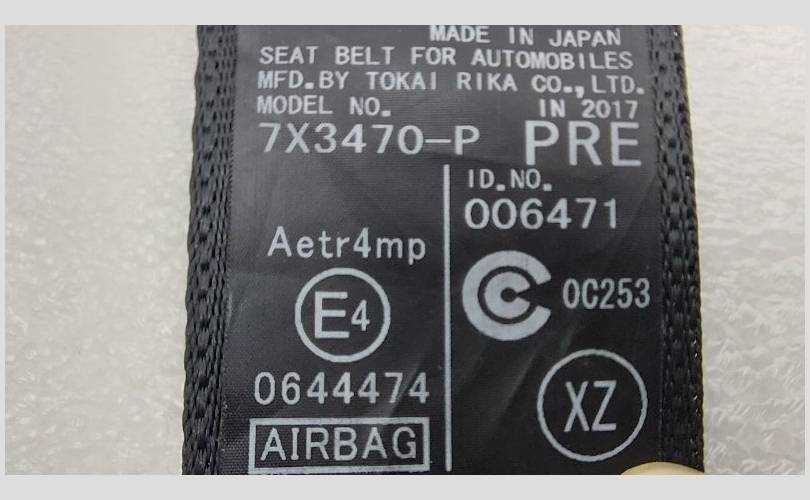 MADE IN JAPAN
SEAT BELT FOR AUTOMOBILES
MFD.BY TOKAI RIKA CO.,LTD.
MODEL NO. IN 2017
7X3470-P PRE
ID.NO.
006471
Aetr4mp
E4
0644474
AIRBAG
C 0C253
XZ